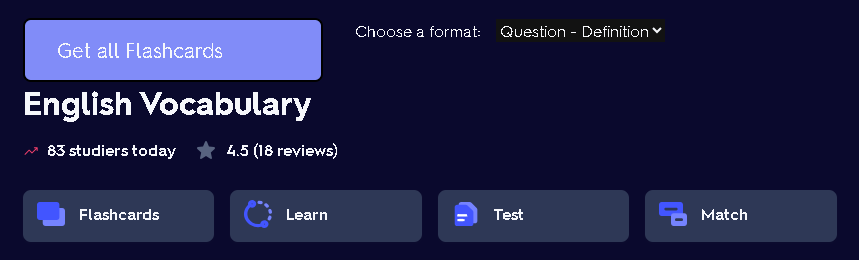 Get all Flashcards
Choose a format: Question - Definition
English Vocabulary
83 studiers today 4.5 (18 reviews)
Flashcards Learn Test Match